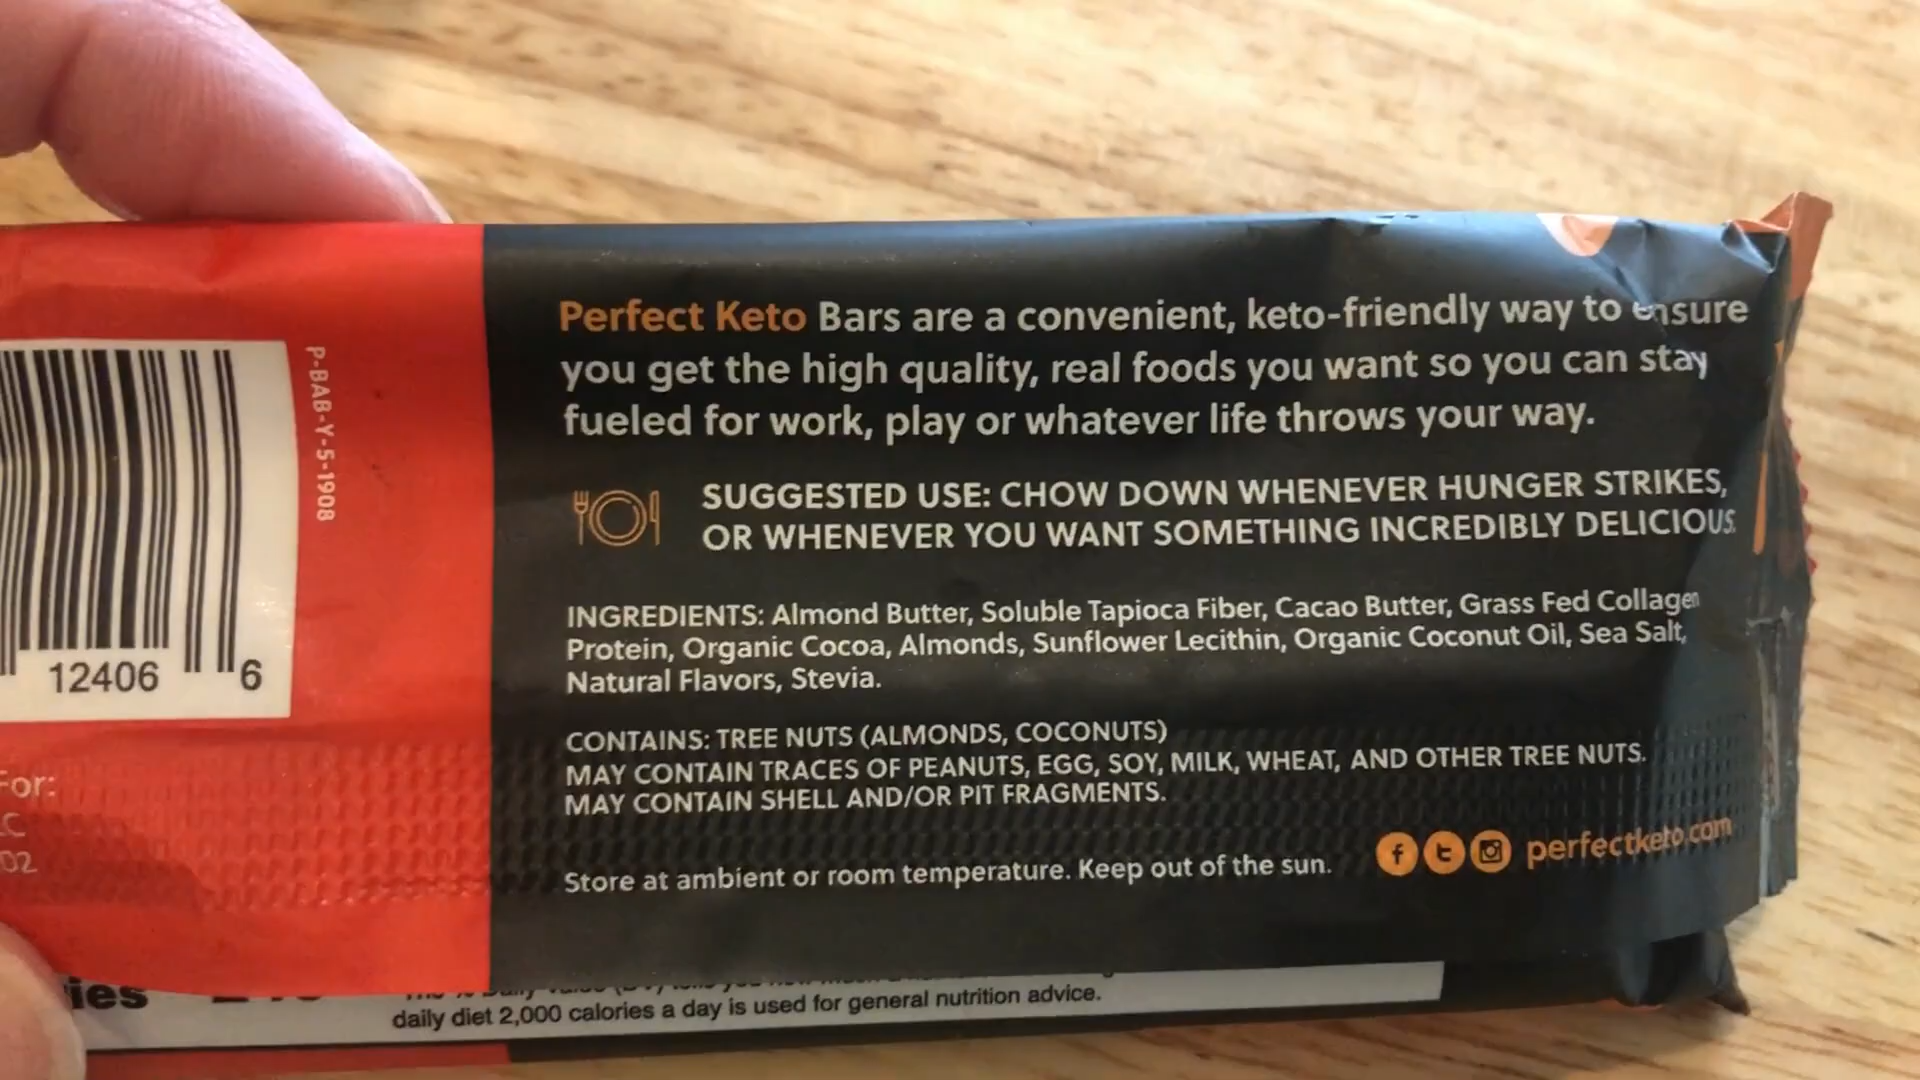 Perfect Keto Bars are a convenient, keto-friendly way to ensure
you get the high quality, real foods you want so you can stay
fueled for work, play or whatever life throws your way.
SUGGESTED USE: CHOW DOWN WHENEVER HUNGER STRIKES,
OR WHENEVER YOU WANT SOMETHING INCREDIBLY DELICIOUS.
INGREDIENTS: Almond Butter, Soluble Tapioca Fiber, Cacao Butter, Grass Fed Collagen
Protein, Organic Cocoa, Almonds, Sunflower Lecithin, Organic Coconut Oil, Sea Salt,
Natural Flavors, Stevia.
CONTAINS: TREE NUTS (ALMONDS, COCONUTS)
MAY CONTAIN TRACES OF PEANUTS, EGG, SOY, MILK, WHEAT, AND OTHER TREE NUTS.
MAY CONTAIN SHELL AND/OR PIT FRAGMENTS.
Store at ambient or room temperature. Keep out of the sun.
perfectketo.com
P-BAB-Y-5-1908
12406 6
For:
LC
02
ies
daily diet 2,000 calories a day is used for general nutrition advice.